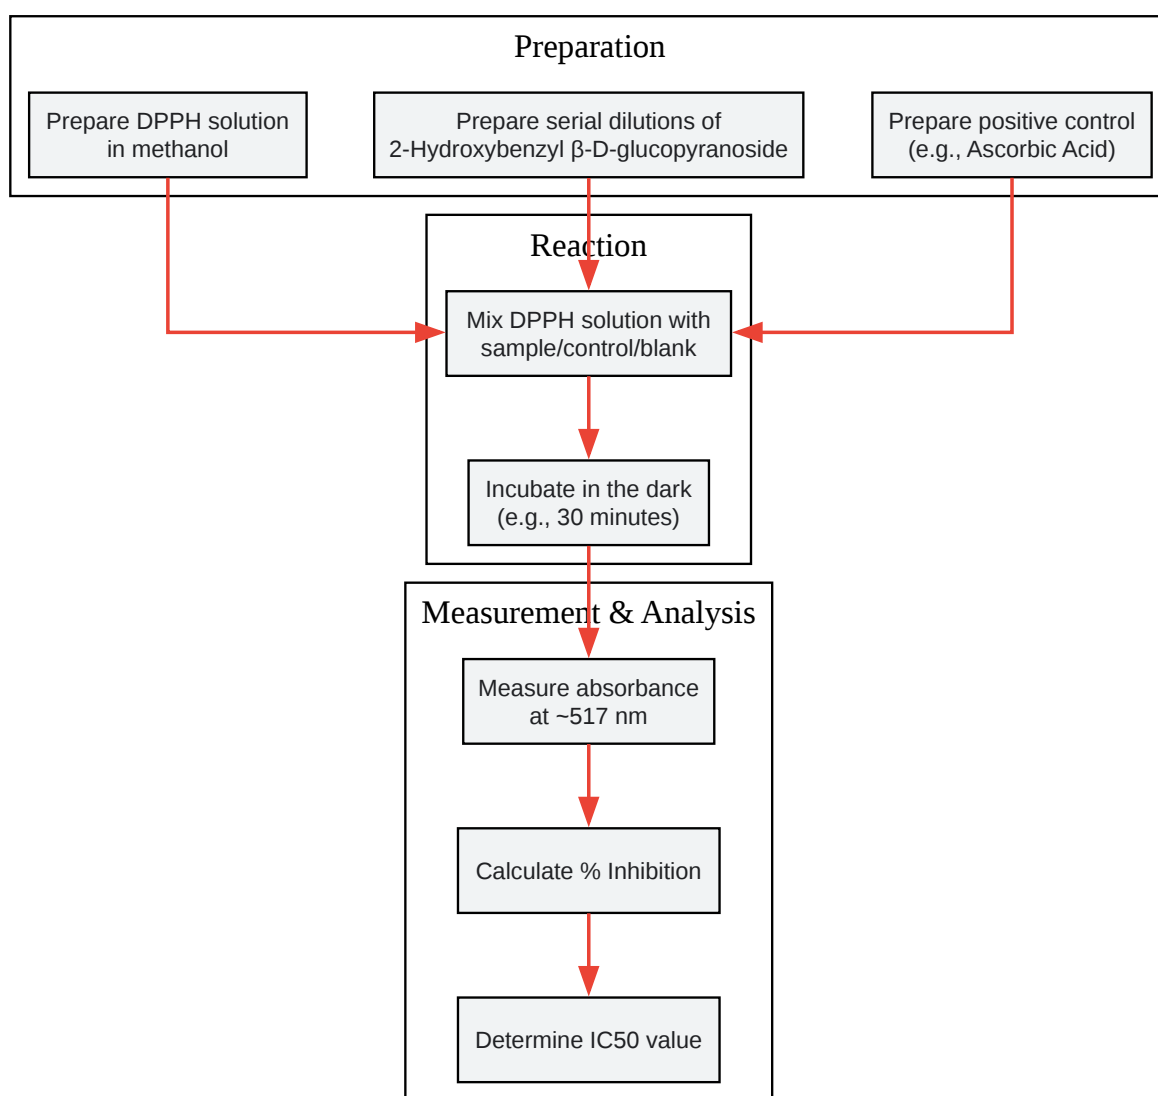 Preparation
Prepare DPPH solution
in methanol
Prepare serial dilutions of
2-Hydroxybenzyl β-D-glucopyranoside
Prepare positive control
(e.g., Ascorbic Acid)
Reaction
Mix DPPH solution with
sample/control/blank
Incubate in the dark
(e.g., 30 minutes)
Measurement & Analysis
Measure absorbance
at ~517 nm
Calculate % Inhibition
Determine IC50 value